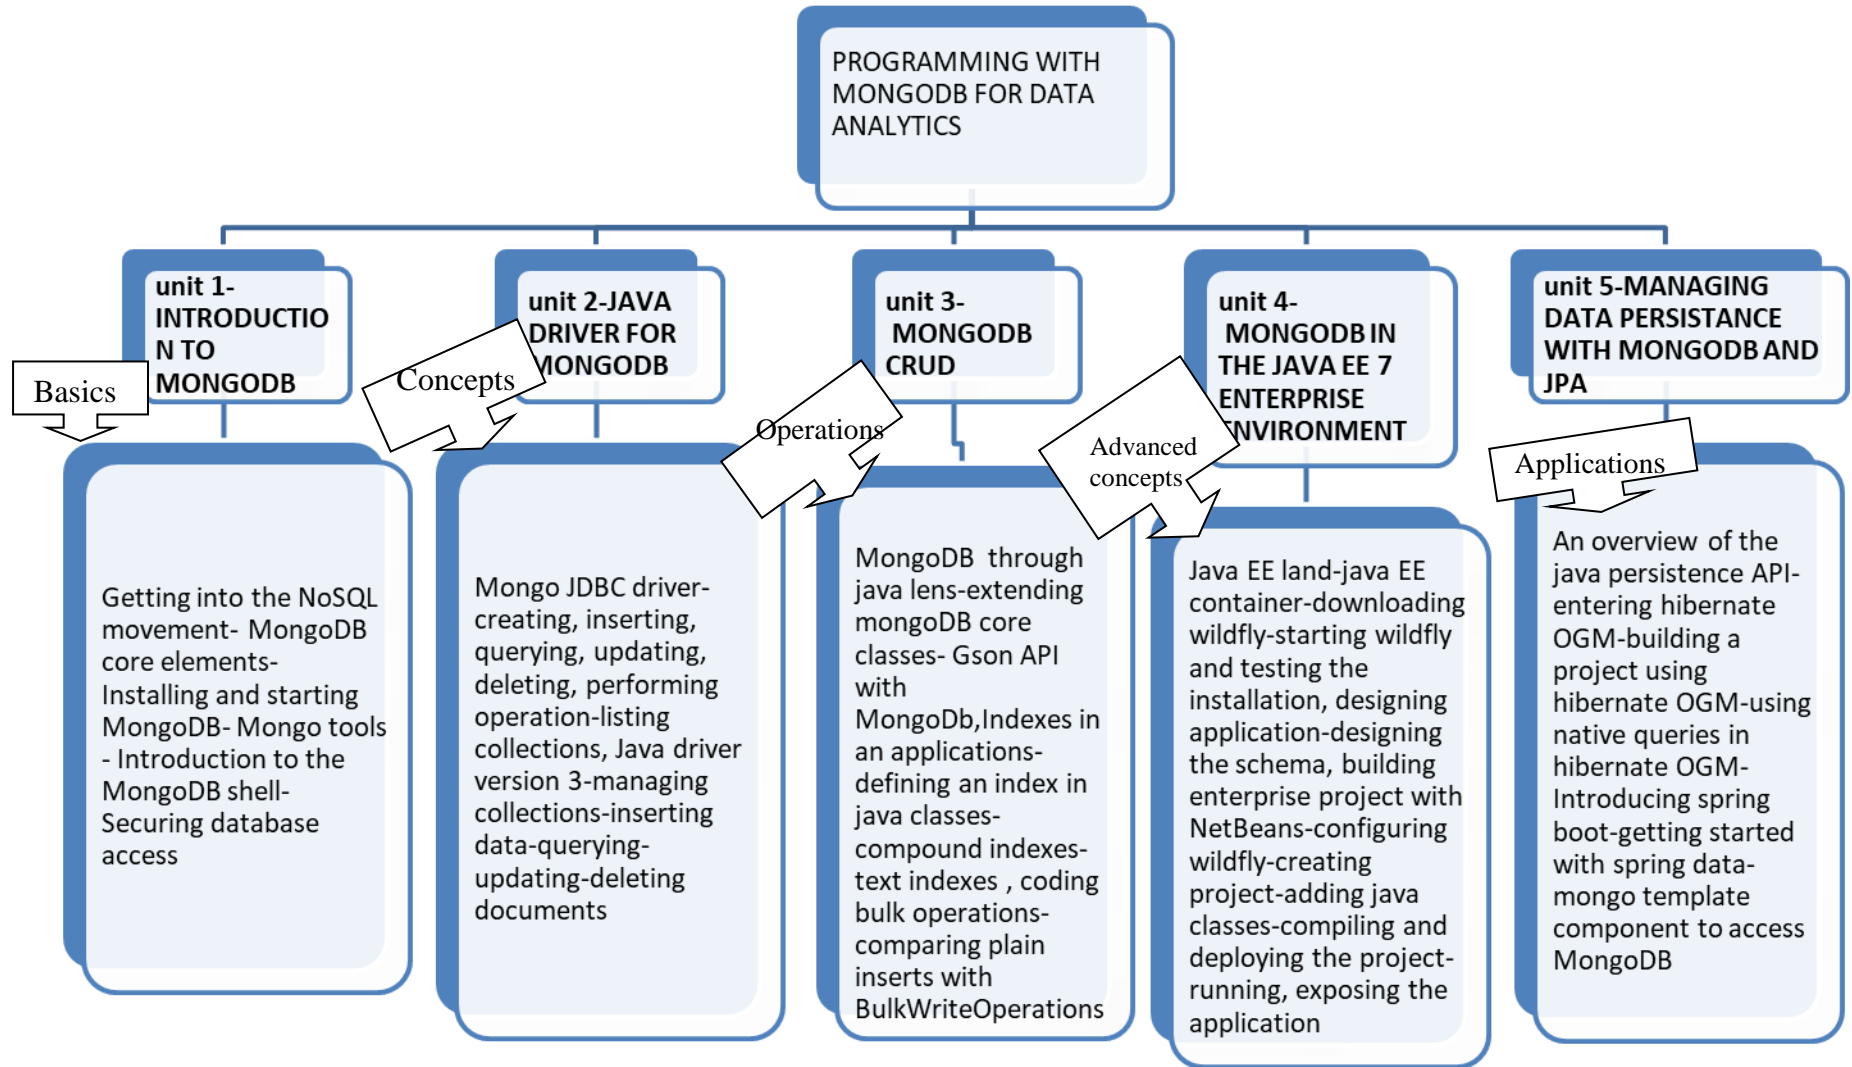 PROGRAMMING WITH
MONGODB FOR DATA
ANALYTICS
unit 1-
INTRODUCTIO
N TO
MONGODB
Basics
Getting into the NoSQL
movement- MongoDB
core elements-
Installing and starting
MongoDB- Mongo tools
- Introduction to the
MongoDB shell-
Securing database
access
unit 2-JAVA
DRIVER FOR
MONGODB
Concepts
Mongo JDBC driver-
creating, inserting,
querying, updating,
deleting, performing
operation-listing
collections, Java driver
version 3-managing
collections-inserting
data-querying-
updating-deleting
documents
unit 3-
MONGODB
CRUD
Operations
MongoDB through
java lens-extending
mongoDB core
classes- Gson API
with
MongoDb,Indexes in
an applications-
defining an index in
java classes-
compound indexes-
text indexes , coding
bulk operations-
comparing plain
inserts with
BulkWriteOperations
unit 4-
MONGODB IN
THE JAVA EE 7
ENTERPRISE
ENVIRONMENT
Advanced
concepts
Java EE land-java EE
container-downloading
wildfly-starting wildfly
and testing the
installation, designing
application-designing
the schema, building
enterprise project with
NetBeans-configuring
wildfly-creating
project-adding java
classes-compiling and
deploying the project-
running, exposing the
application
unit 5-MANAGING
DATA PERSISTANCE
WITH MONGODB AND
JPA
Applications
An overview of the
java persistence API-
entering hibernate
OGM-building a
project using
hibernate OGM-using
native queries in
hibernate OGM-
Introducing spring
boot-getting started
with spring data-
mongo template
component to access
MongoDB